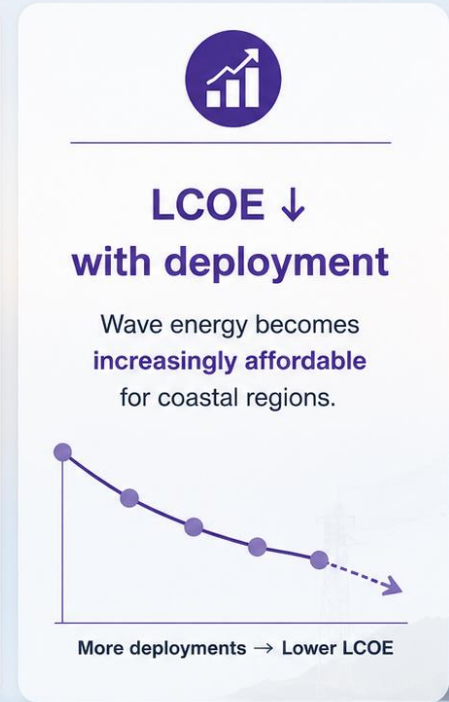 LCOE ↓
with deployment
Wave energy becomes
increasingly affordable
for coastal regions.
More deployments → Lower LCOE